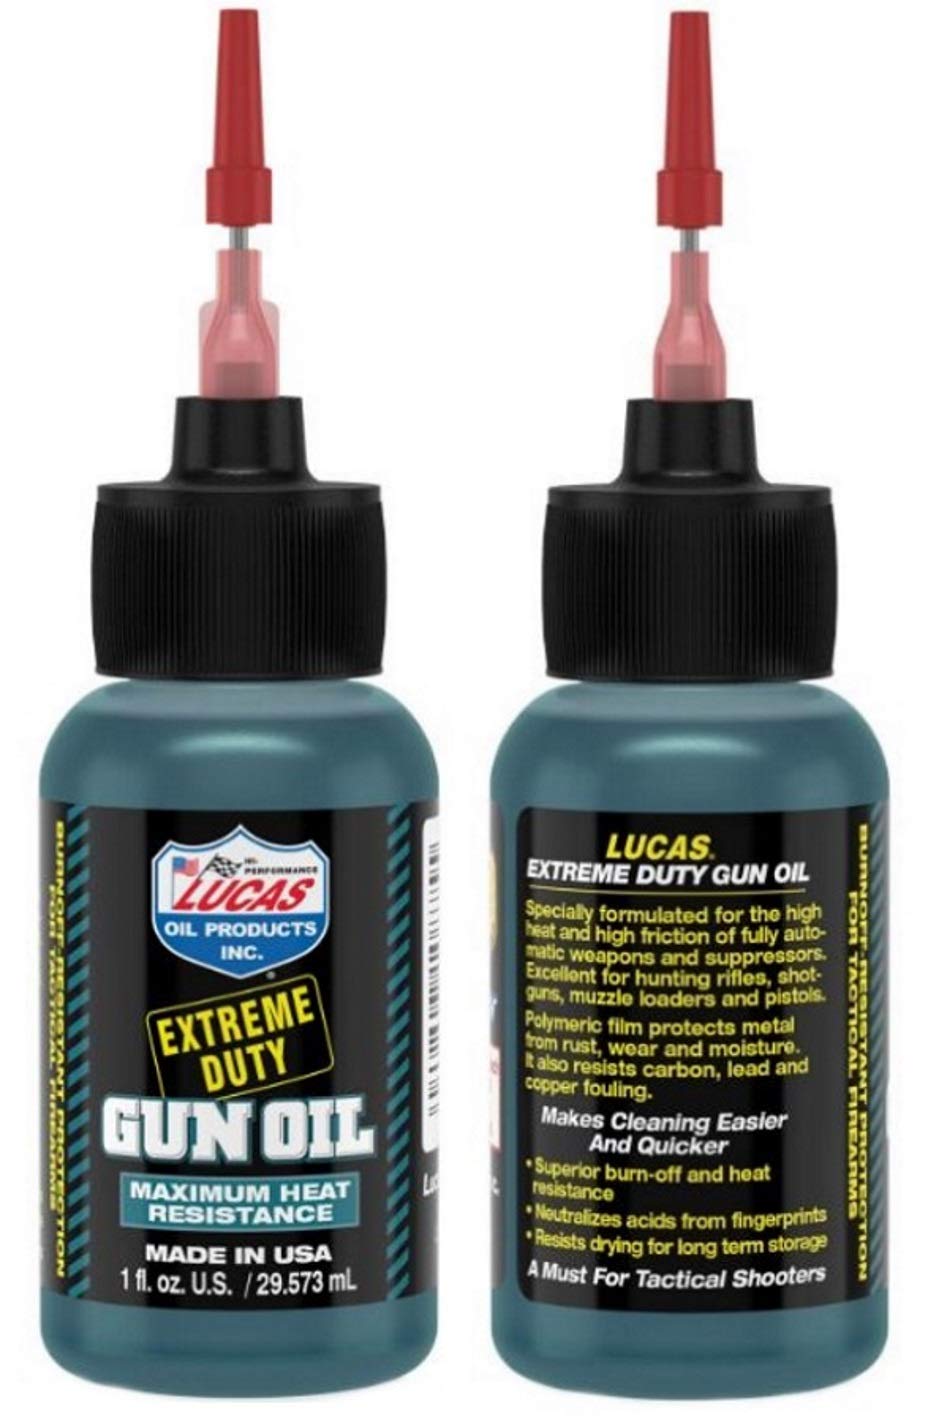 HI-
PERFORMANCE
LUCAS
OIL PRODUCTS
INC.
®
EXTREME
DUTY
GUN OIL
MAXIMUM HEAT
RESISTANCE
MADE IN USA
1 fl. oz. U.S. / 29.573 mL
BURNOFF-RESISTANT PROTECTION
FOR TACTICAL FIREARMS
LUCAS®
EXTREME DUTY GUN OIL
Specially formulated for the high
heat and high friction of fully auto-
matic weapons and suppressors.
Excellent for hunting rifles, shot-
guns, muzzle loaders and pistols.
Polymeric film protects metal
from rust, wear and moisture.
It also resists carbon, lead and
copper fouling.
Makes Cleaning Easier
And Quicker
• Superior burn-off and heat
resistance
• Neutralizes acids from fingerprints
• Resists drying for long term storage
A Must For Tactical Shooters
BURNOFF-RESISTANT PROTECTION
FOR TACTICAL FIREARMS